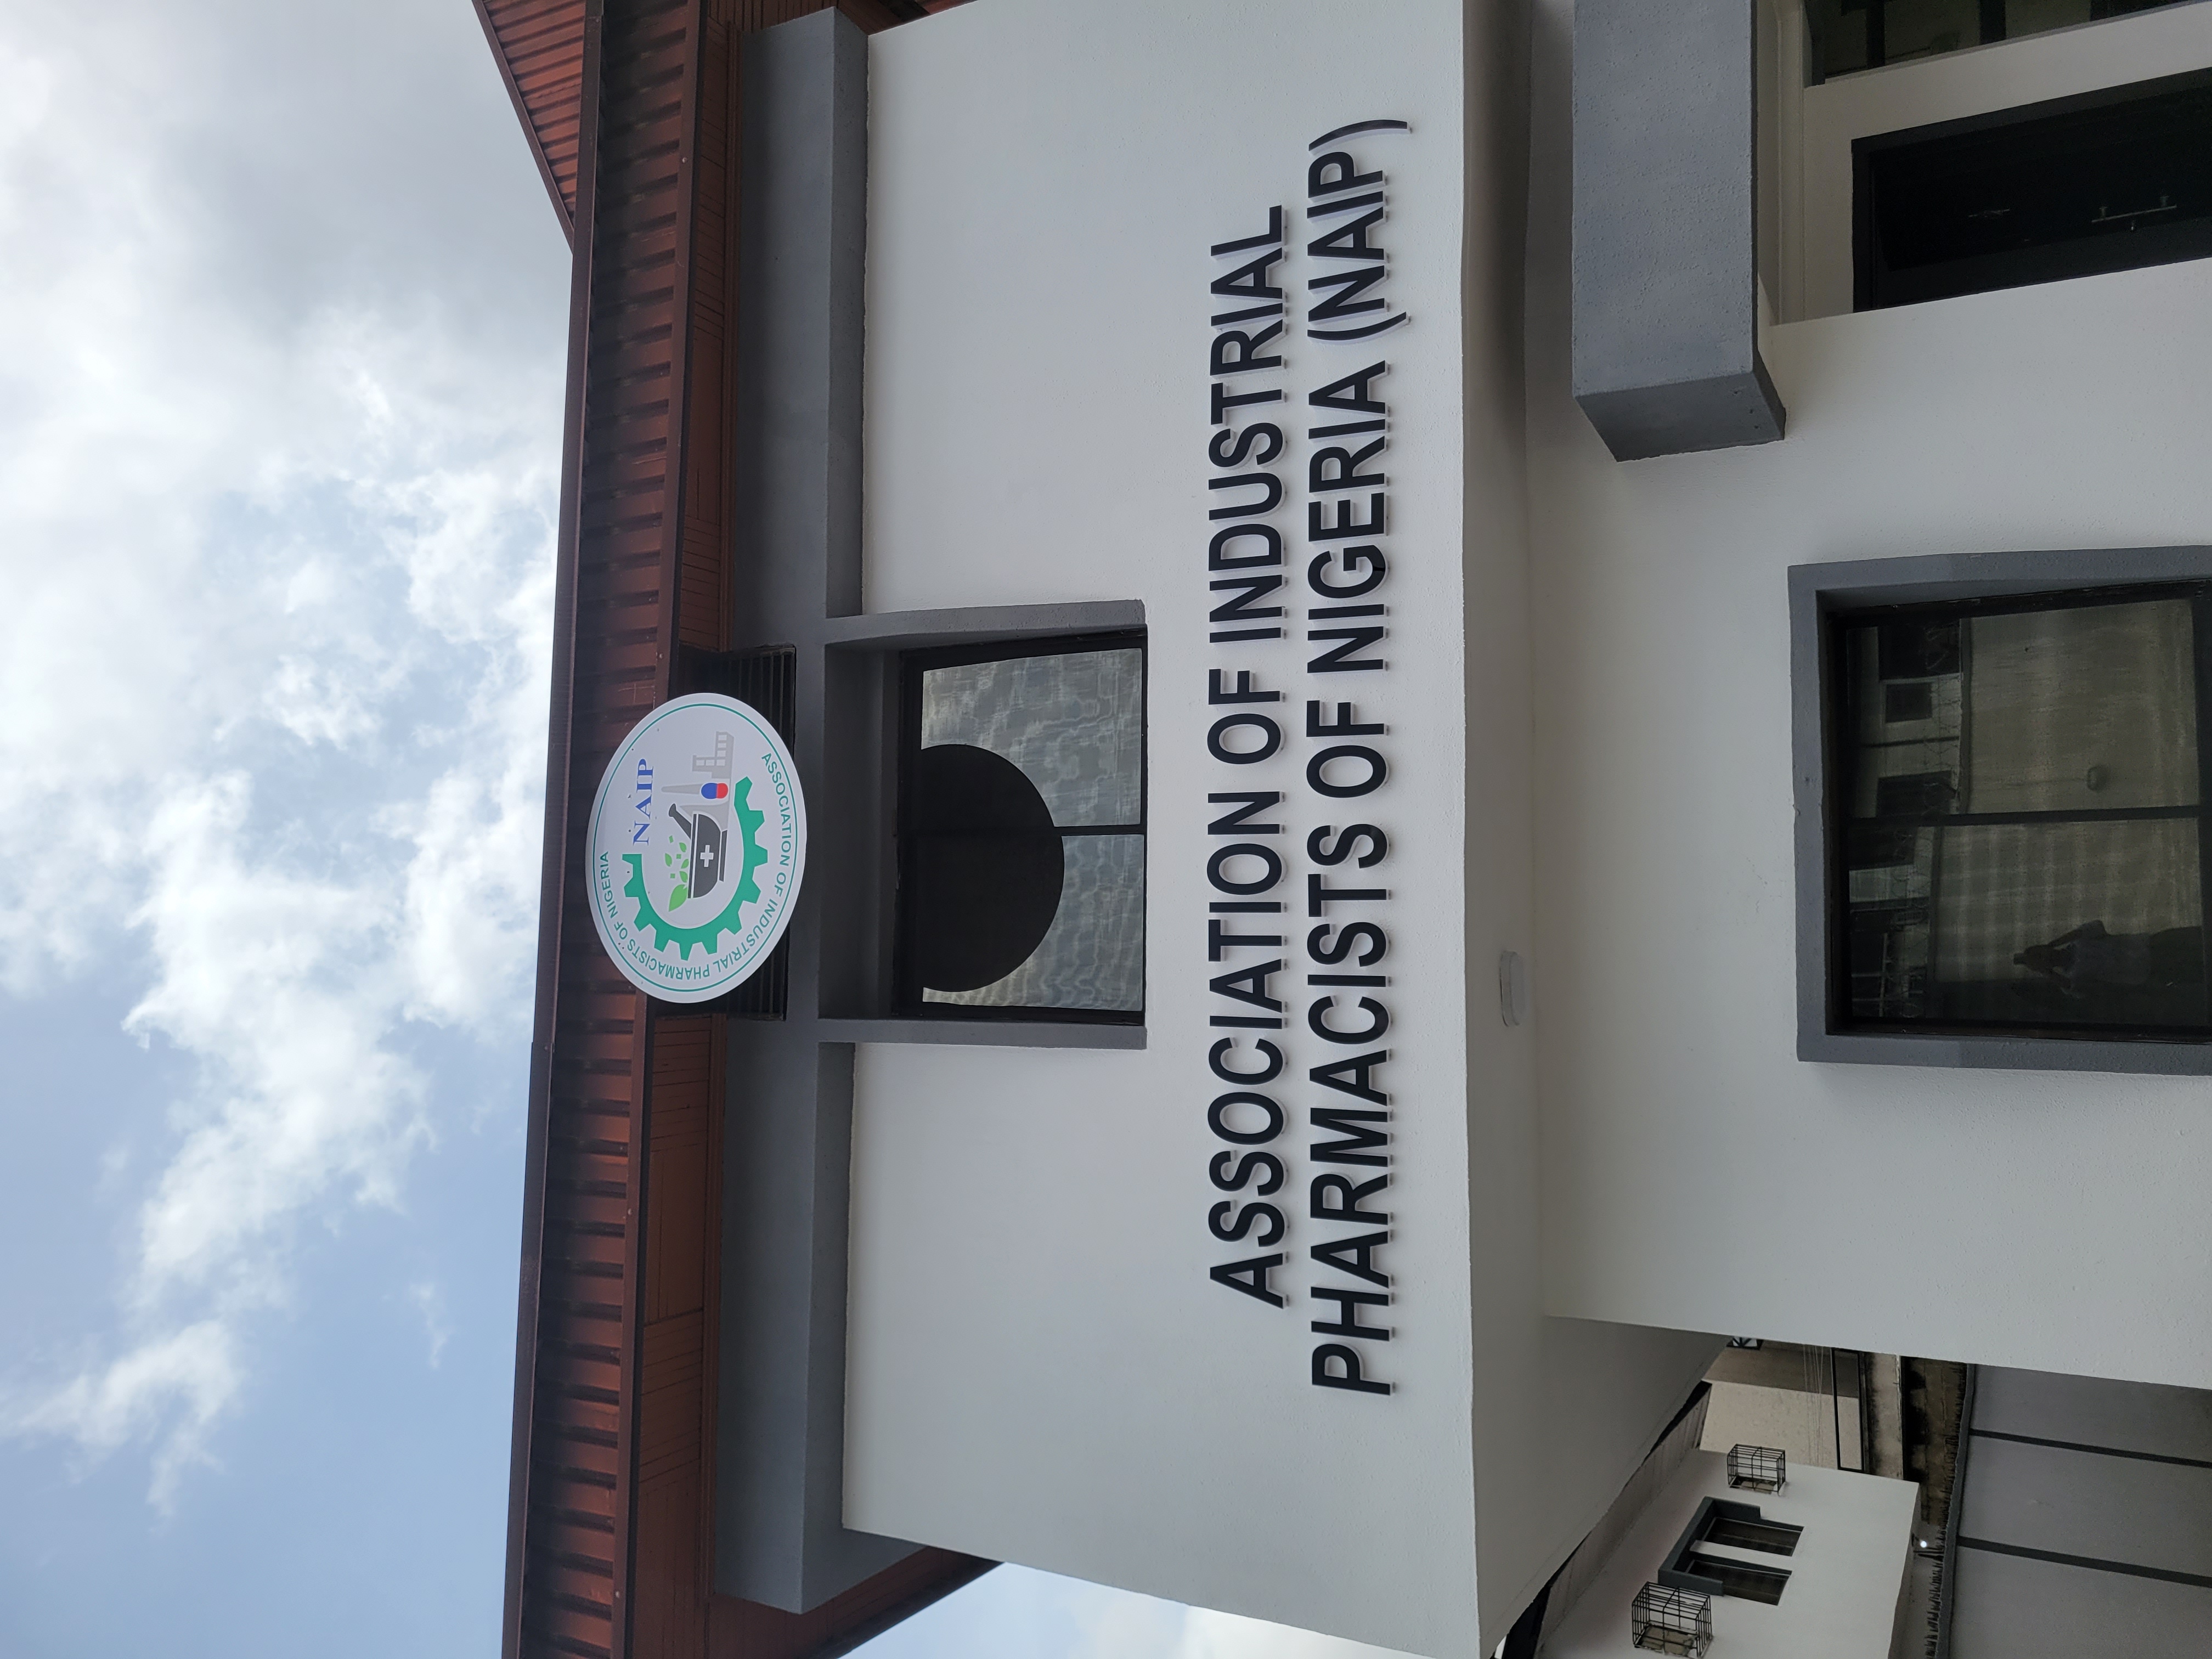 NAIP
ASSOCIATION OF INDUSTRIAL PHARMACISTS OF NIGERIA
ASSOCIATION OF INDUSTRIAL
PHARMACISTS OF NIGERIA (NAIP)